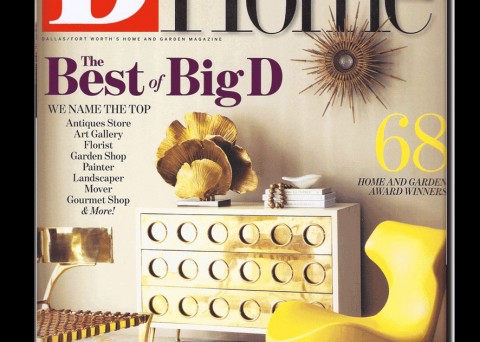 D Home
DALLAS/FORT WORTH'S HOME AND GARDEN MAGAZINE
The
Best of Big D
WE NAME THE TOP
Antiques Store
Art Gallery
Florist
Garden Shop
Painter
Landscaper
Mover
Gourmet Shop
& More!
68
HOME AND GARDEN
AWARD WINNERS